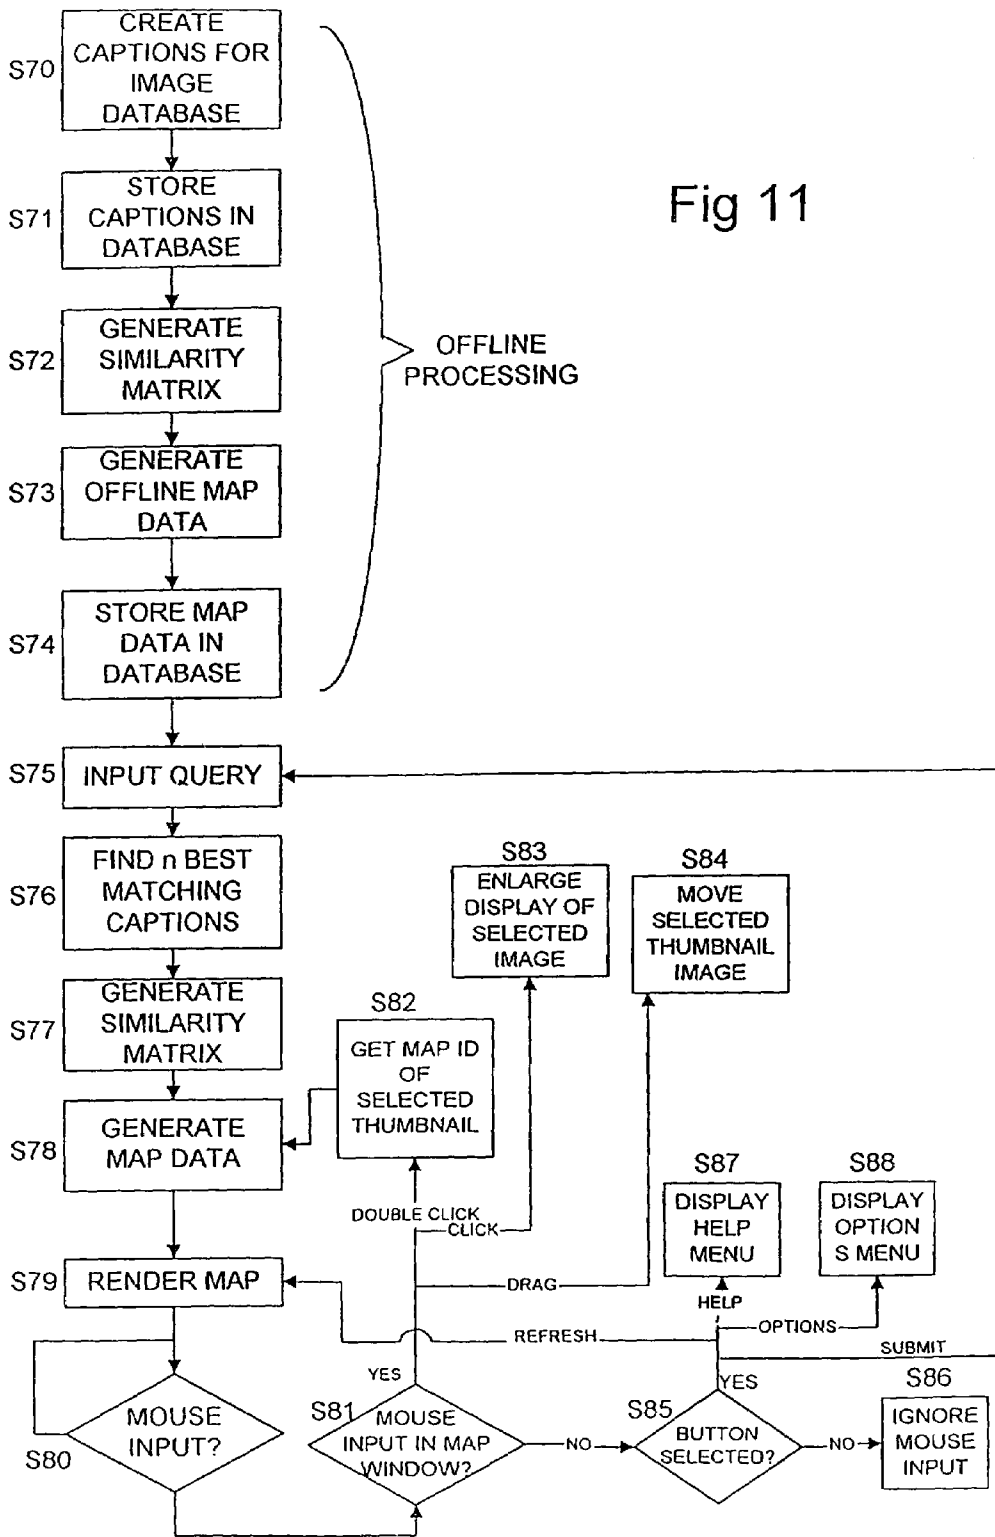 CREATE
CAPTIONS FOR
IMAGE
DATABASE
S70
STORE
CAPTIONS IN
DATABASE
S71
Fig 11
GENERATE
SIMILARITY
MATRIX
S72
OFFLINE
PROCESSING
GENERATE
OFFLINE MAP
DATA
S73
STORE MAP
DATA IN
DATABASE
S74
INPUT QUERY
S75
FIND n BEST
MATCHING
CAPTIONS
S76
GENERATE
SIMILARITY
MATRIX
S77
GENERATE
MAP DATA
S78
RENDER MAP
S79
MOUSE
INPUT?
S80
S81
MOUSE
INPUT IN MAP
WINDOW?
YES
NO
S82
GET MAP ID
OF
SELECTED
THUMBNAIL
DOUBLE CLICK
S83
ENLARGE
DISPLAY OF
SELECTED
IMAGE
CLICK
S84
MOVE
SELECTED
THUMBNAIL
IMAGE
DRAG
S85
BUTTON
SELECTED?
YES
NO
REFRESH
S86
IGNORE
MOUSE
INPUT
S87
DISPLAY
HELP
MENU
HELP
S88
DISPLAY
OPTION
S MENU
OPTIONS
SUBMIT